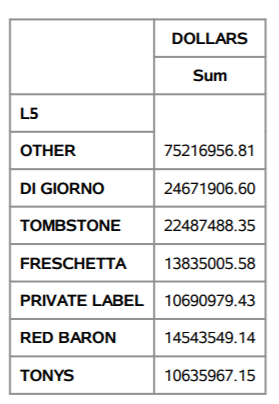 DOLLARS
Sum
L5
OTHER 75216956.81
DI GIORNO 24671906.60
TOMBSTONE 22487488.35
FRESCHETTA 13835005.58
PRIVATE LABEL 10690979.43
RED BARON 14543549.14
TONYS 10635967.15